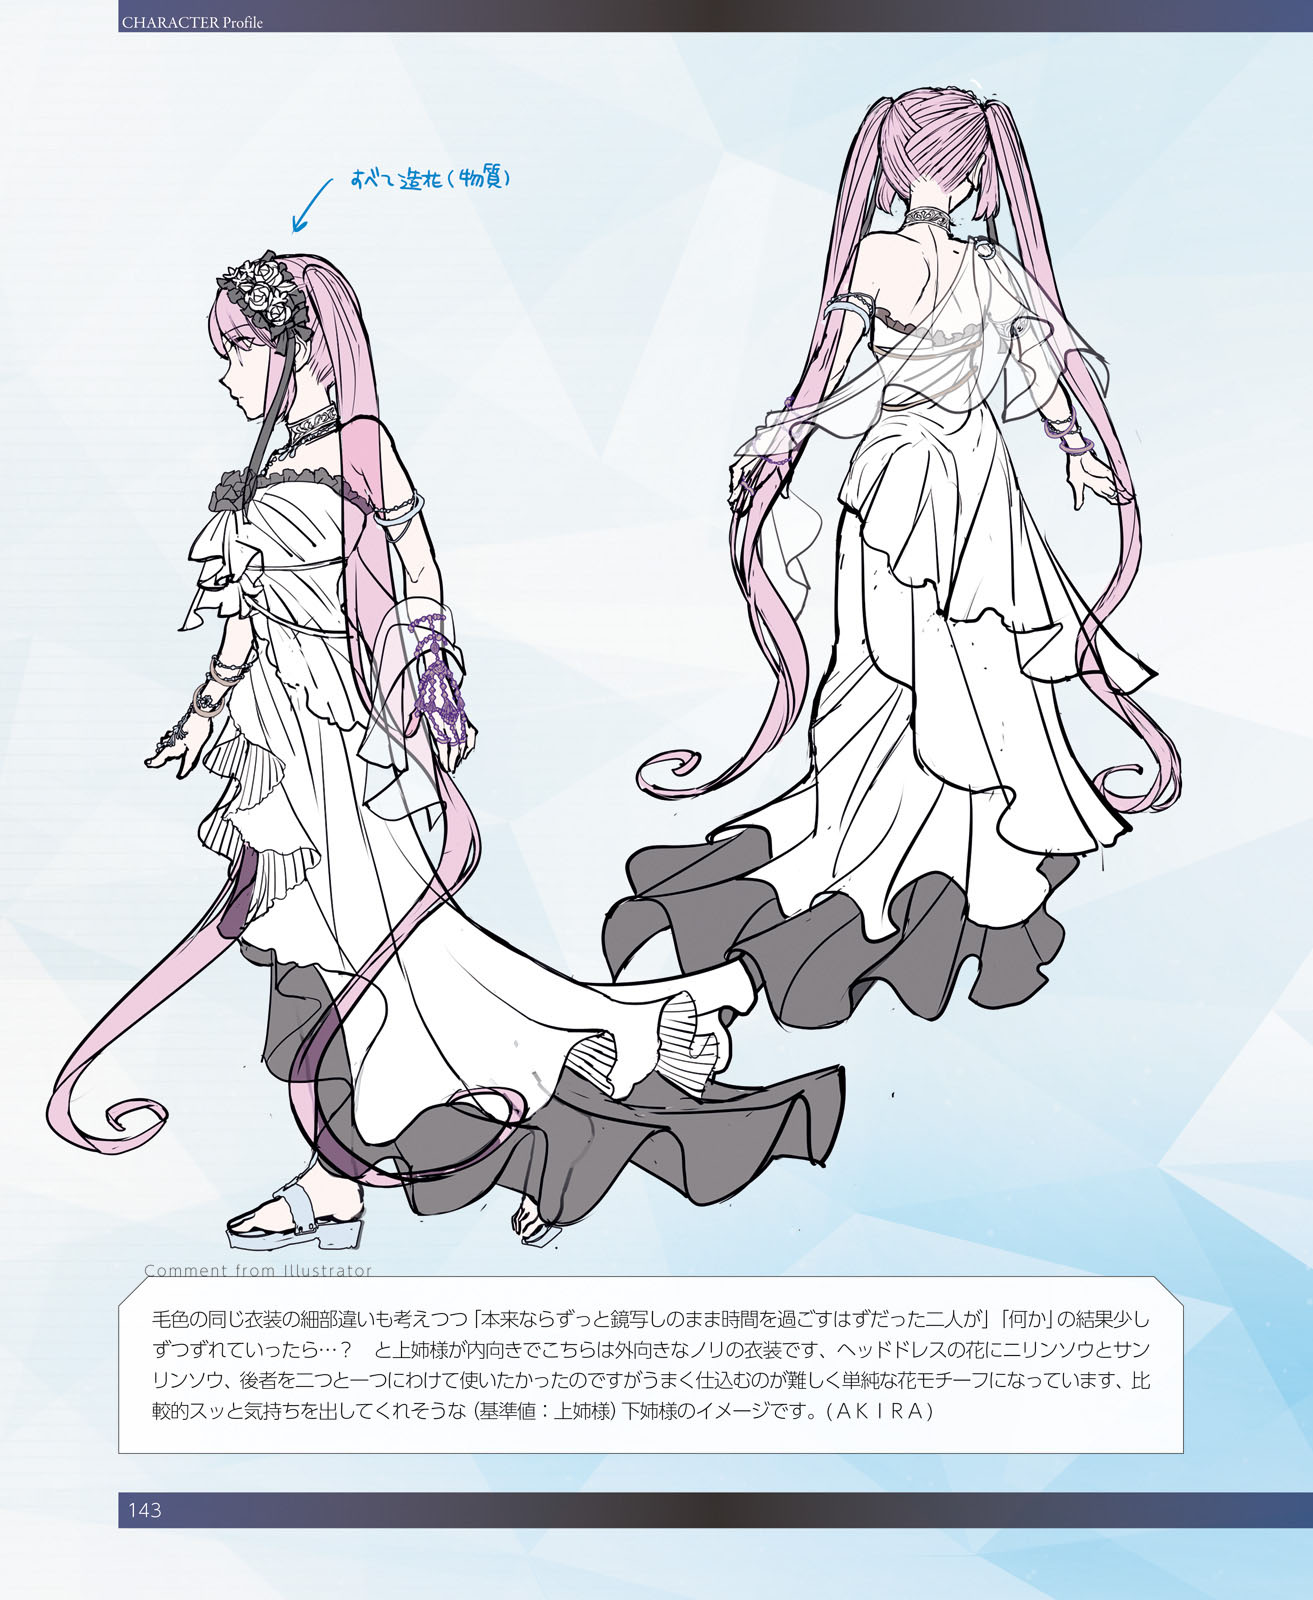 CHARACTER Profile
すべて造花(物質)
Comment from Illustrator
毛色の同じ衣装の細部違いも考えつつ「本来ならずっと鏡写しのまま時間を過ごすはずだった二人が」「何か」の結果少し
ずつずれていったら…？　と上姉様が内向きでこちらは外向きなノリの衣装です、ヘッドドレスの花にニリンソウとサン
リンソウ、後者を二つと一つにわけて使いたかったのですがうまく仕込むのが難しく単純な花モチーフになっています、比
較的スッと気持ちを出してくれそうな（基準値：上姉様）下姉様のイメージです。(ＡＫＩＲＡ)
143